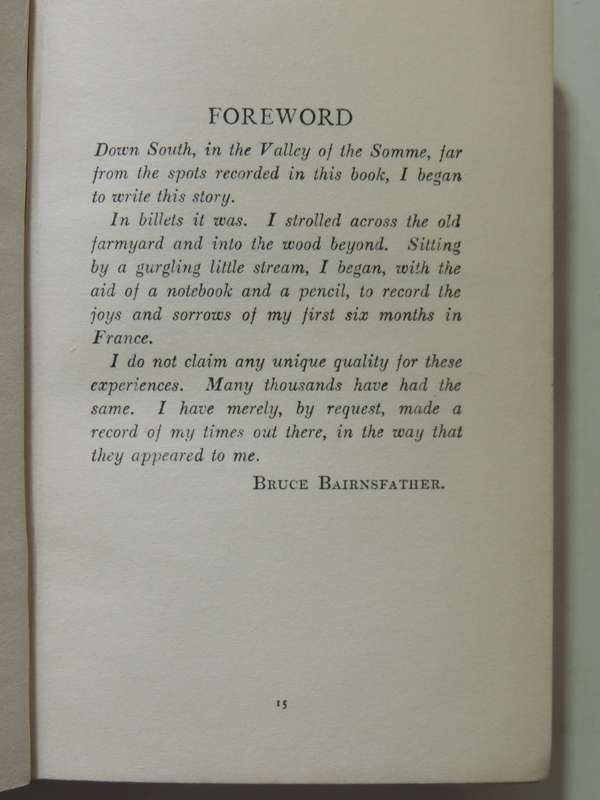 FOREWORD
Down South, in the Valley of the Somme, far
from the spots recorded in this book, I began
to write this story.
In billets it was. I strolled across the old
farmyard and into the wood beyond. Sitting
by a gurgling little stream, I began, with the
aid of a notebook and a pencil, to record the
joys and sorrows of my first six months in
France.
I do not claim any unique quality for these
experiences. Many thousands have had the
same. I have merely, by request, made a
record of my times out there, in the way that
they appeared to me.
BRUCE BAIRNSFATHER.
15